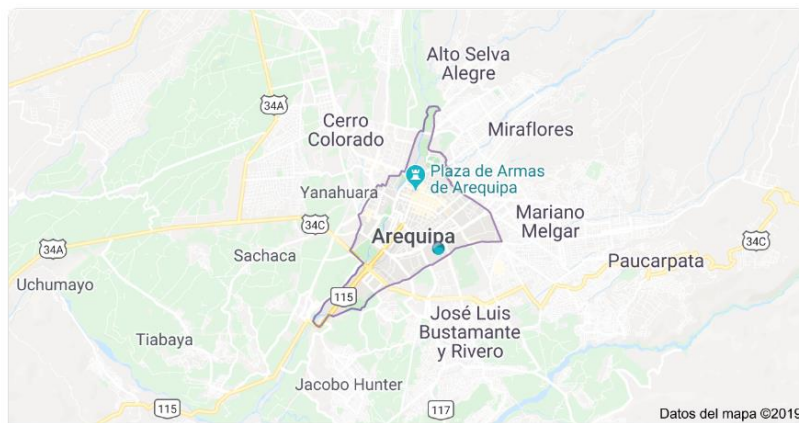 Alto Selva
Alegre
34A
Cerro
Colorado
Miraflores
Plaza de Armas
de Arequipa
Yanahuara
Mariano
Melgar
34C
Arequipa
34C
34A
Sachaca
Paucarpata
Uchumayo
115
José Luis
Bustamante
y Rivero
Tiabaya
Jacobo Hunter
115
117
Datos del mapa ©2019